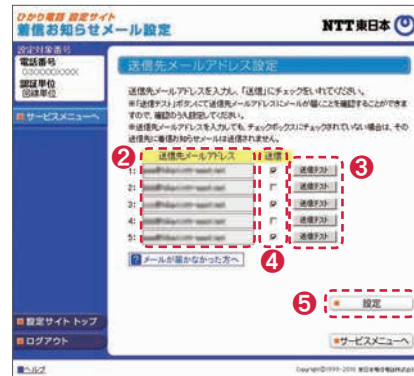 ひかり電話 設定サイト
着信お知らせメール設定
NTT東日本
設定対象番号
電話番号
認証単位
回線単位
サービスメニューへ
送信先メールアドレス設定
送信先メールアドレスを入力し、「送信」にチェックをいれてください。
※「送信テスト」ボタンにて送信先メールアドレスにメールが届くことを確認することができますので、確認のうえ設定してください。
※送信先メールアドレスを入力しても、チェックボックスにチェックされていない場合は、その送信先に着信お知らせメールは送信されません。
② 送信先メールアドレス 送信 ③
1: 送信テスト
2: 送信テスト
3: 送信テスト
4: 送信テスト
5: 送信テスト
? メールが届かなかった方へ ④
⑤ 設定
設定サイト トップ
ログアウト
サービスメニューへ
ヘルプ